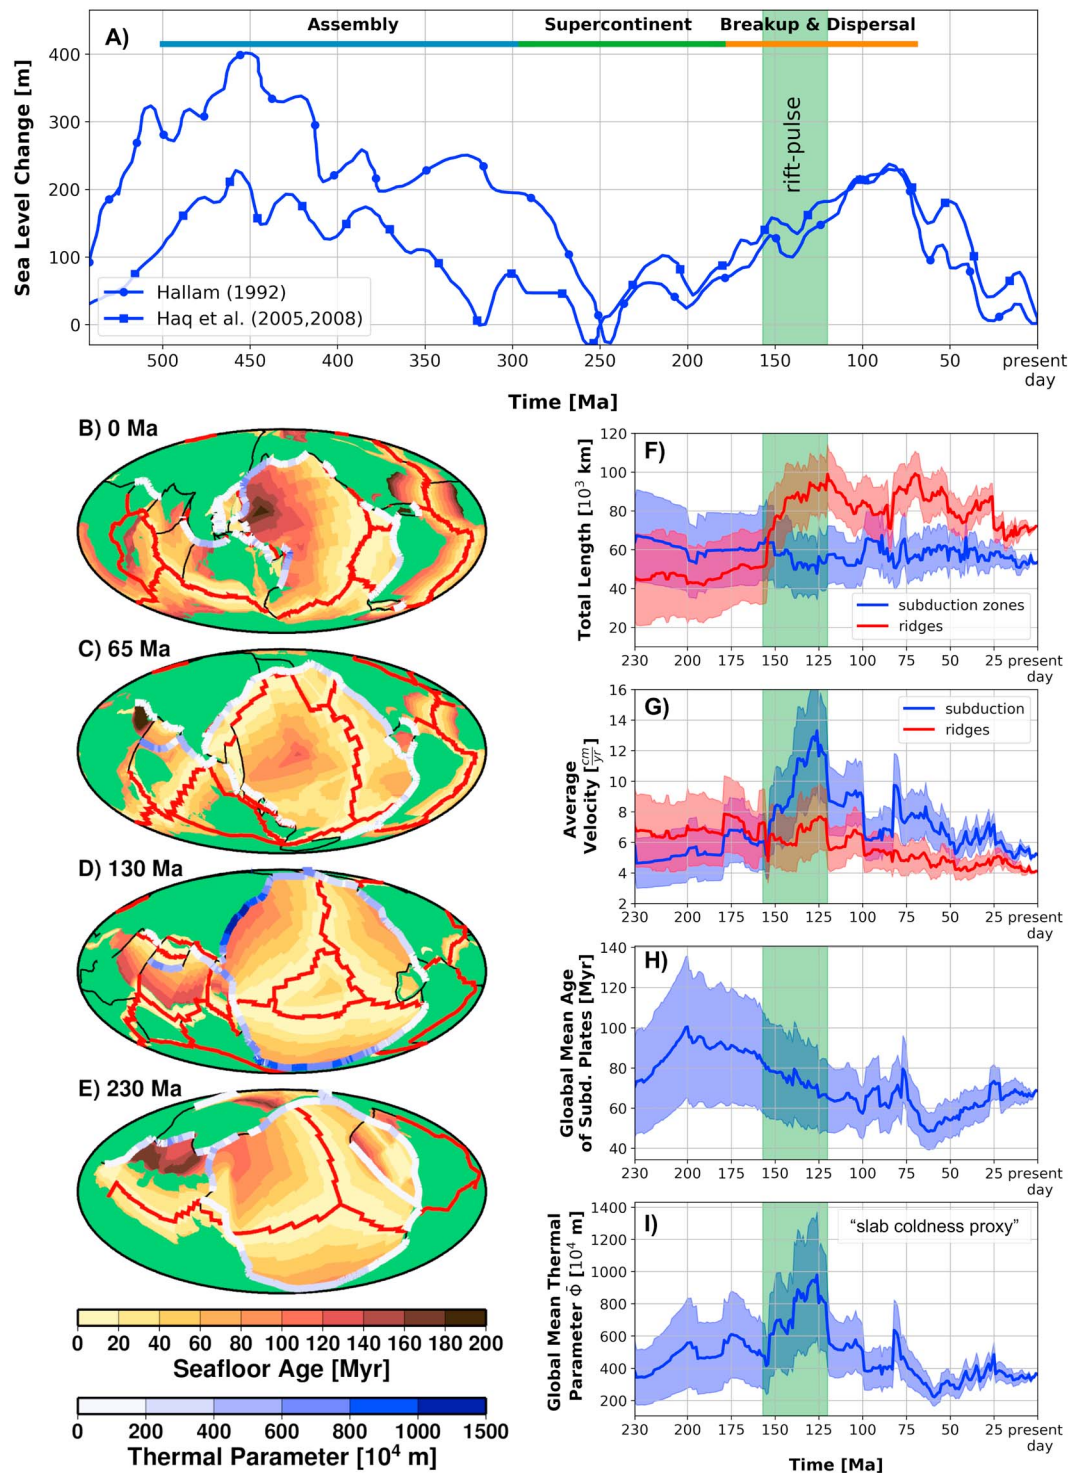 A)
Assembly
Supercontinent
Breakup & Dispersal
rift-pulse
Sea Level Change [m]
400
300
200
100
0
Hallam (1992)
Haq et al. (2005,2008)
500 450 400 350 300 250 200 150 100 50 present
day
Time [Ma]
B) 0 Ma
C) 65 Ma
D) 130 Ma
E) 230 Ma
0 20 40 60 80 100 120 140 160 180 200
Seafloor Age [Myr]
0 200 400 600 800 1000 1500
Thermal Parameter [10⁴ m]
F)
Total Length [10³ km]
120
100
80
60
40
20
subduction zones
ridges
230 200 175 150 125 100 75 50 25 present
day
G)
Average
Velocity [cm/yr]
16
14
12
10
8
6
4
2
subduction
ridges
230 200 175 150 125 100 75 50 25 present
day
H)
Gloabal Mean Age
of Subd. Plates [Myr]
140
120
100
80
60
40
230 200 175 150 125 100 75 50 25 present
day
I)
“slab coldness proxy”
Global Mean Thermal
Parameter Φ̄ [10⁴ m]
1400
1200
1000
800
600
400
200
230 200 175 150 125 100 75 50 25 present
day
Time [Ma]